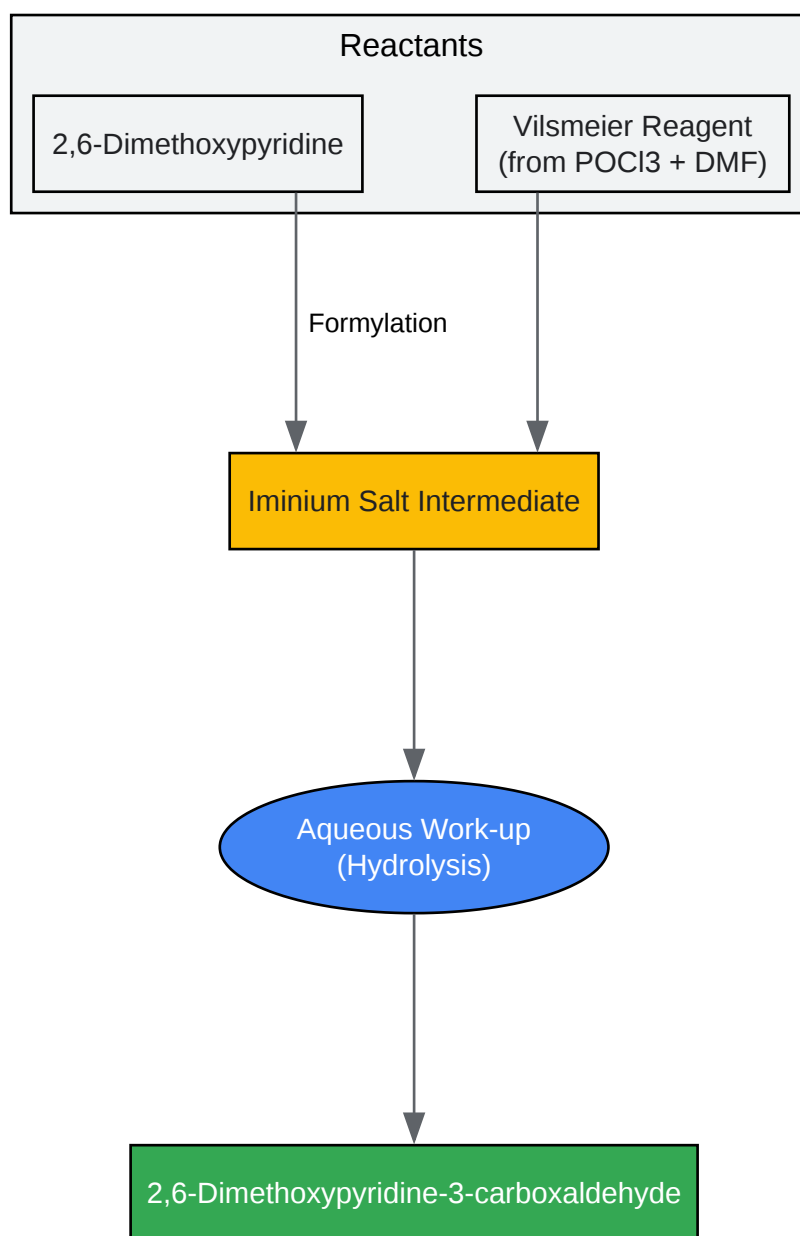 Reactants
2,6-Dimethoxypyridine
Vilsmeier Reagent
(from POCl3 + DMF)
Formylation
Iminium Salt Intermediate
Aqueous Work-up
(Hydrolysis)
2,6-Dimethoxypyridine-3-carboxaldehyde